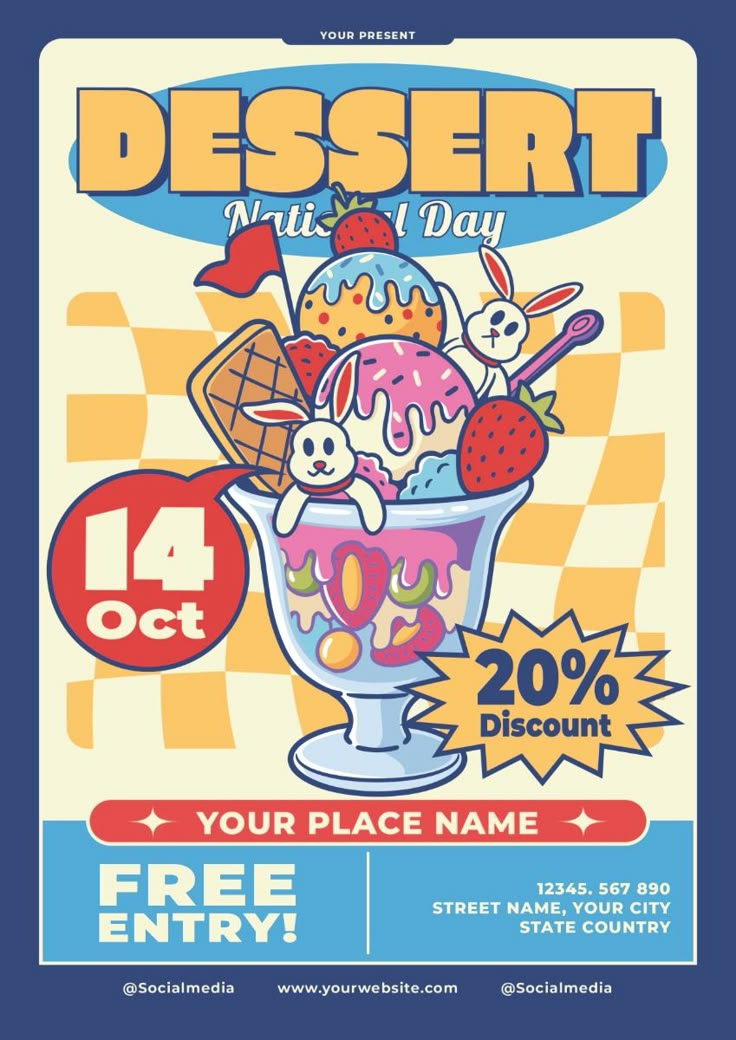 YOUR PRESENT
DESSERT
National Day
14
Oct
20%
Discount
YOUR PLACE NAME
FREE
ENTRY!
12345. 567 890
STREET NAME, YOUR CITY
STATE COUNTRY
@Socialmedia www.yourwebsite.com @Socialmedia